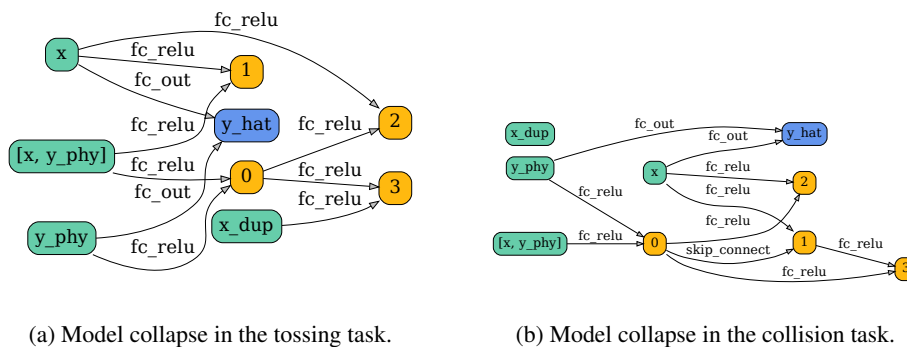 fc_relu
x
fc_relu
1
fc_out
fc_relu
y_hat
fc_relu
2
[x, y_phy]
fc_relu
0
fc_relu
3
fc_out
fc_relu
x_dup
y_phy
fc_relu
(a) Model collapse in the tossing task.
x_dup
fc_out
y_hat
fc_out
y_phy
x
fc_relu
2
fc_relu
fc_relu
fc_relu
[x, y_phy]
fc_relu
0
skip_connect
1
fc_relu
fc_relu
3
(b) Model collapse in the collision task.